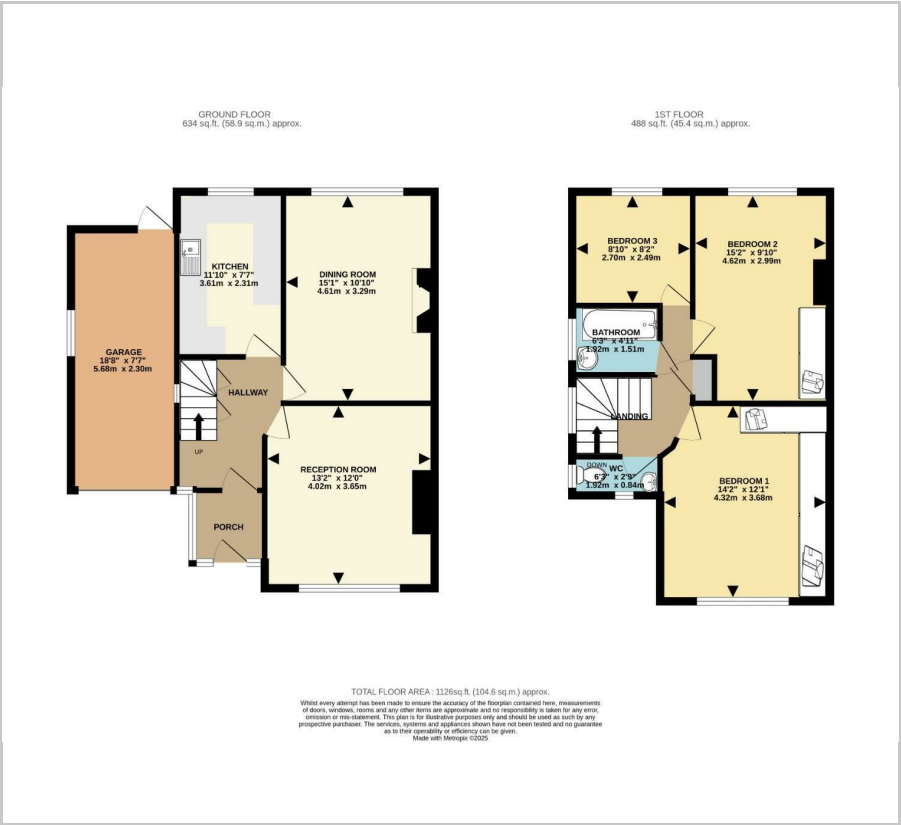 GROUND FLOOR
634 sq.ft. (58.9 sq.m.) approx.
1ST FLOOR
488 sq.ft. (45.4 sq.m.) approx.
KITCHEN
11'10" x 7'7"
3.61m x 2.31m
DINING ROOM
15'1" x 10'10"
4.61m x 3.29m
GARAGE
18'8" x 7'7"
5.68m x 2.30m
HALLWAY
UP
RECEPTION ROOM
13'2" x 12'0"
4.02m x 3.65m
PORCH
BEDROOM 3
8'10" x 8'2"
2.70m x 2.49m
BEDROOM 2
15'2" x 9'10"
4.62m x 2.99m
BATHROOM
6'3" x 4'11"
1.92m x 1.51m
LANDING
DOWN
WC
6'3" x 2'9"
1.92m x 0.84m
BEDROOM 1
14'2" x 12'1"
4.32m x 3.68m
TOTAL FLOOR AREA : 1126sq.ft. (104.6 sq.m.) approx.
Whilst every attempt has been made to ensure the accuracy of the floorplan contained here, measurements
of doors, windows, rooms and any other items are approximate and no responsibility is taken for any error,
omission or mis-statement. This plan is for illustrative purposes only and should be used as such by any
prospective purchaser. The services, systems and appliances shown have not been tested and no guarantee
as to their operability or efficiency can be given.
Made with Metropix ©2025